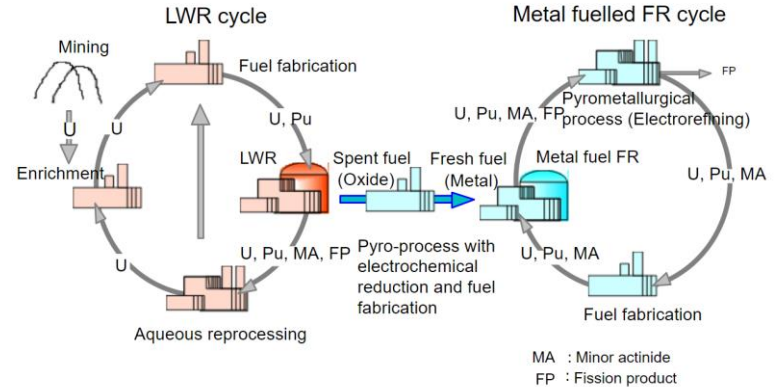 LWR cycle
Mining
Fuel fabrication
U
U
U, Pu
Enrichment
LWR
U
U, Pu, MA, FP
Aqueous reprocessing
Spent fuel
(Oxide)
Fresh fuel
(Metal)
Pyro-process with
electrochemical
reduction and fuel
fabrication
Metal fuelled FR cycle
FP
Pyrometallurgical
process (Electrorefining)
U, Pu, MA, FP
Metal fuel FR
U, Pu, MA
U, Pu, MA
Fuel fabrication
MA : Minor actinide
FP : Fission product